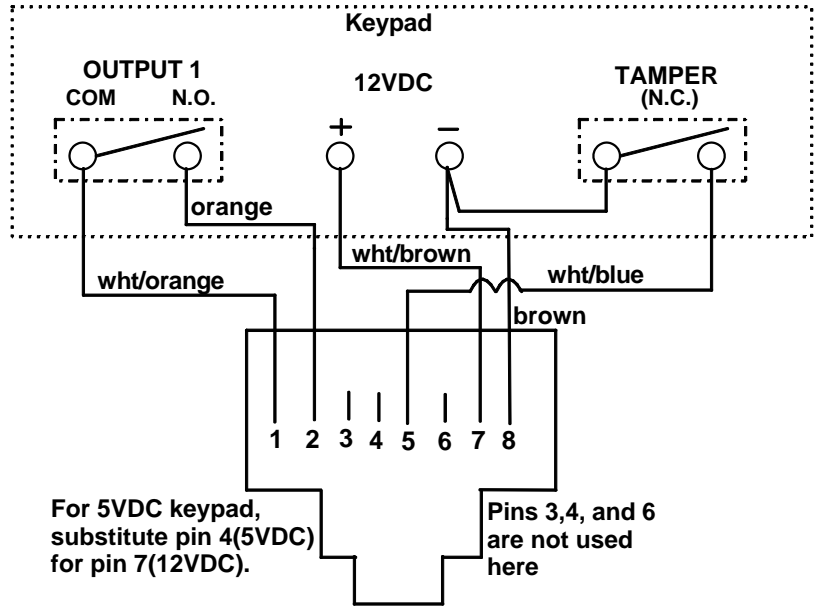 Keypad
OUTPUT 1
COM N.O.
12VDC
TAMPER
(N.C.)
+ –
orange
wht/brown
wht/orange
wht/blue
brown
1 2 3 4 5 6 7 8
For 5VDC keypad,
substitute pin 4(5VDC)
for pin 7(12VDC).
Pins 3,4, and 6
are not used
here